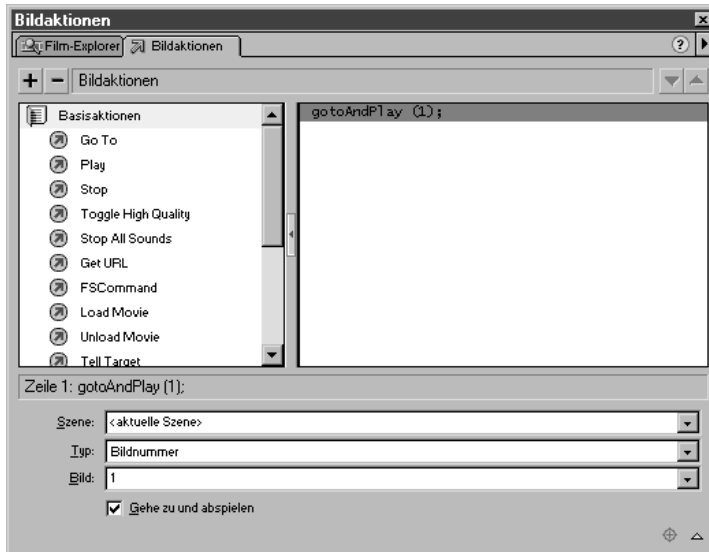 Bildaktionen
Film-Explorer
Bildaktionen
?
Bildaktionen
Basisaktionen
Go To
Play
Stop
Toggle High Quality
Stop All Sounds
Get URL
FSCommand
Load Movie
Unload Movie
Tell Target
gotoAndPlay (1);
Zeile 1: gotoAndPlay (1);
Szene: <aktuelle Szene>
Typ: Bildnummer
Bild: 1
Gehe zu und abspielen